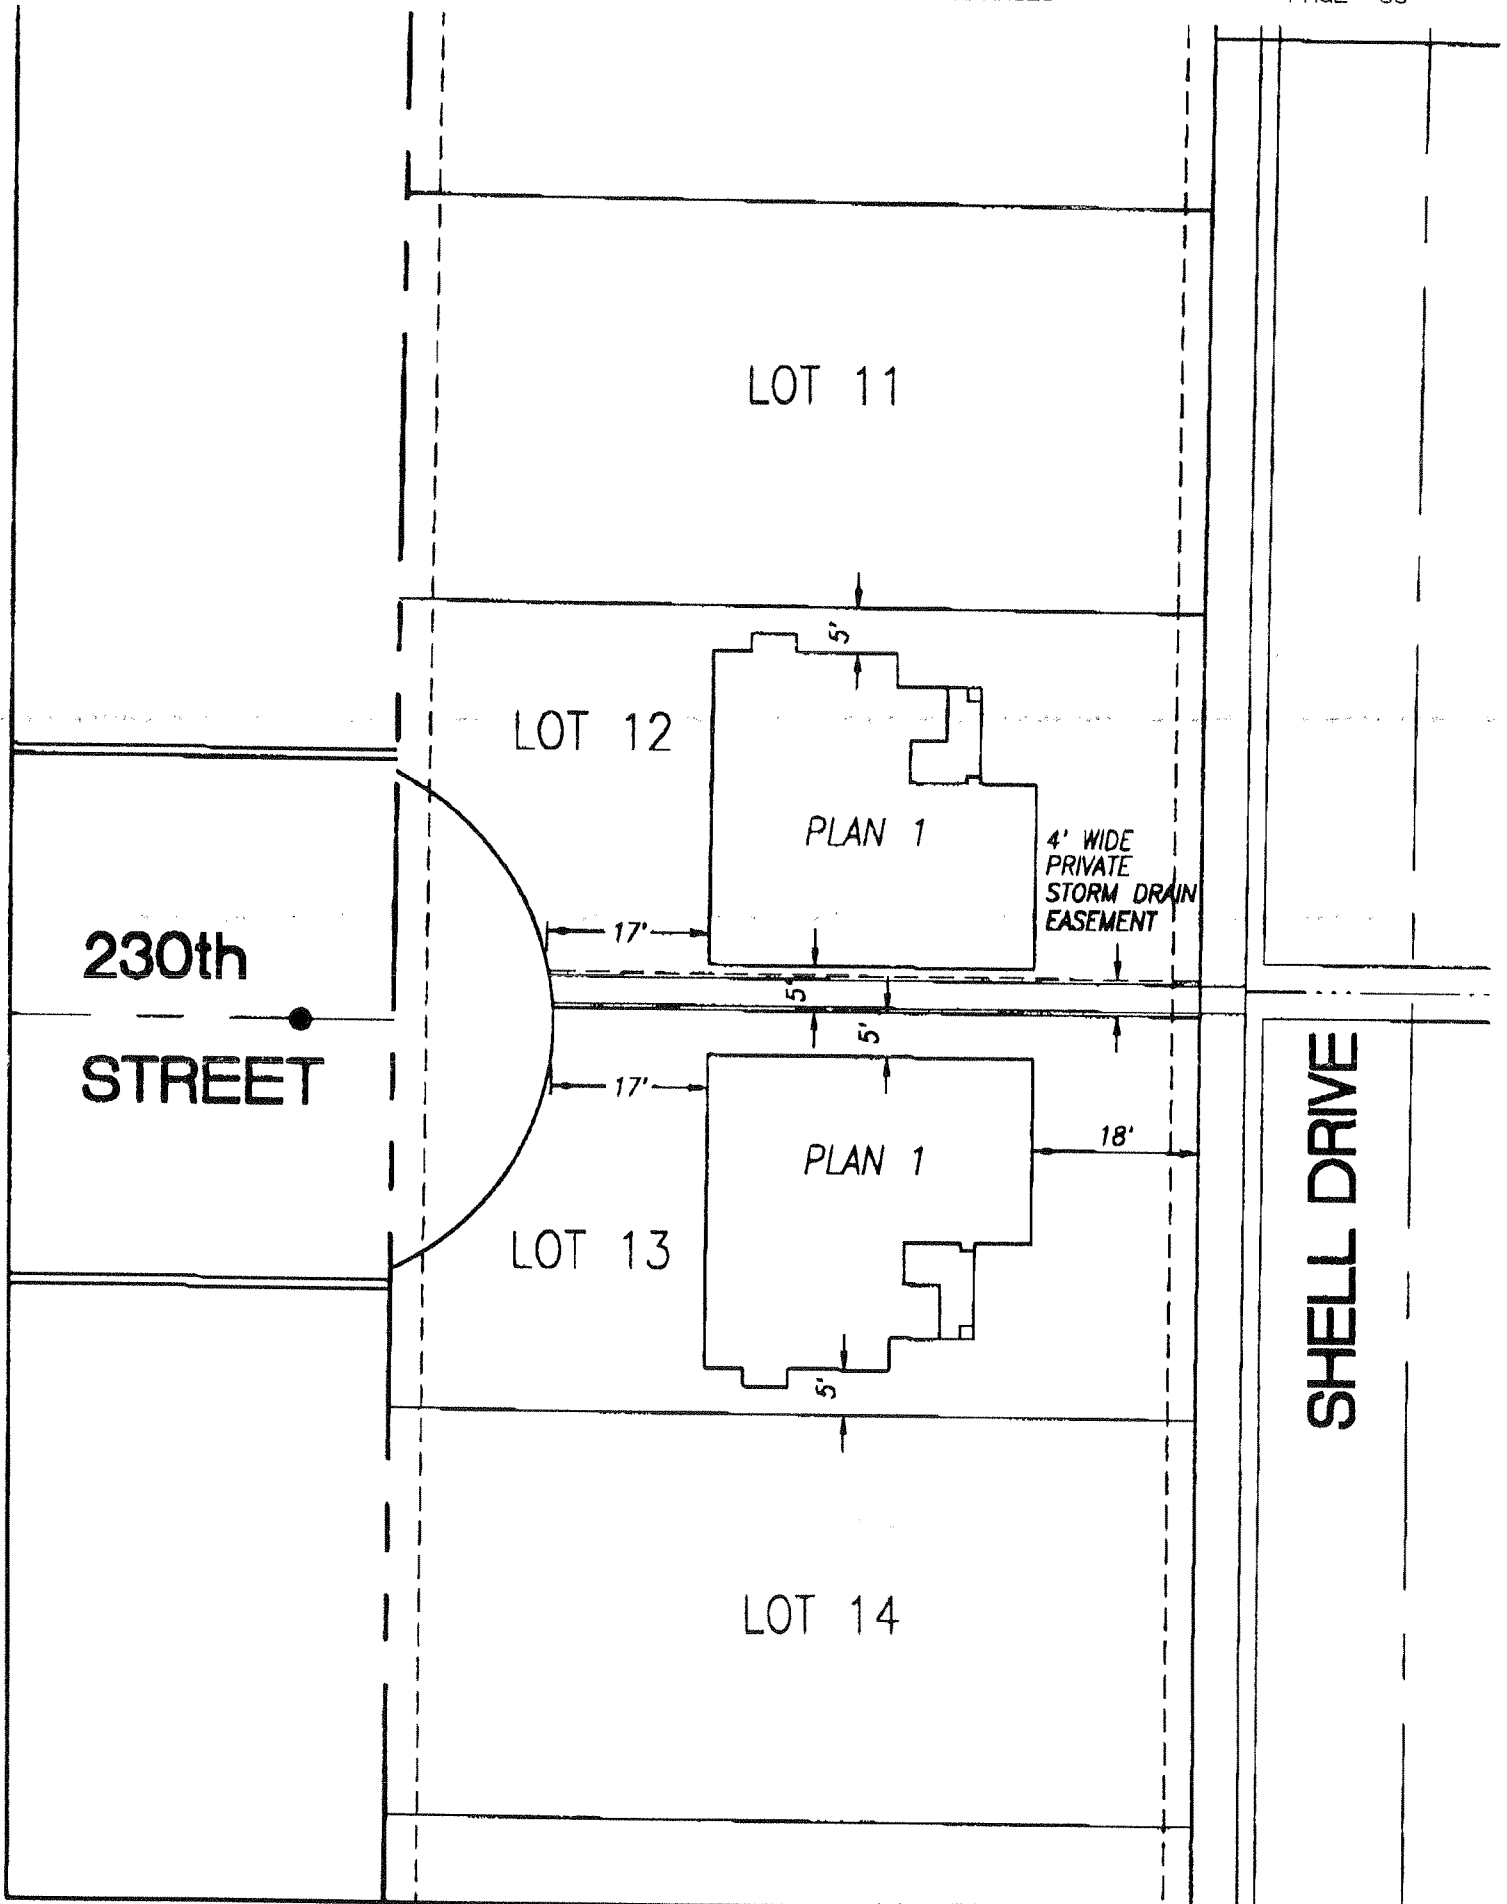 LOT 11
5'
LOT 12
PLAN 1
4' WIDE
PRIVATE
STORM DRAIN
EASEMENT
17'
230th
STREET
5'
5'
17'
PLAN 1
18'
LOT 13
SHELL DRIVE
5'
LOT 14